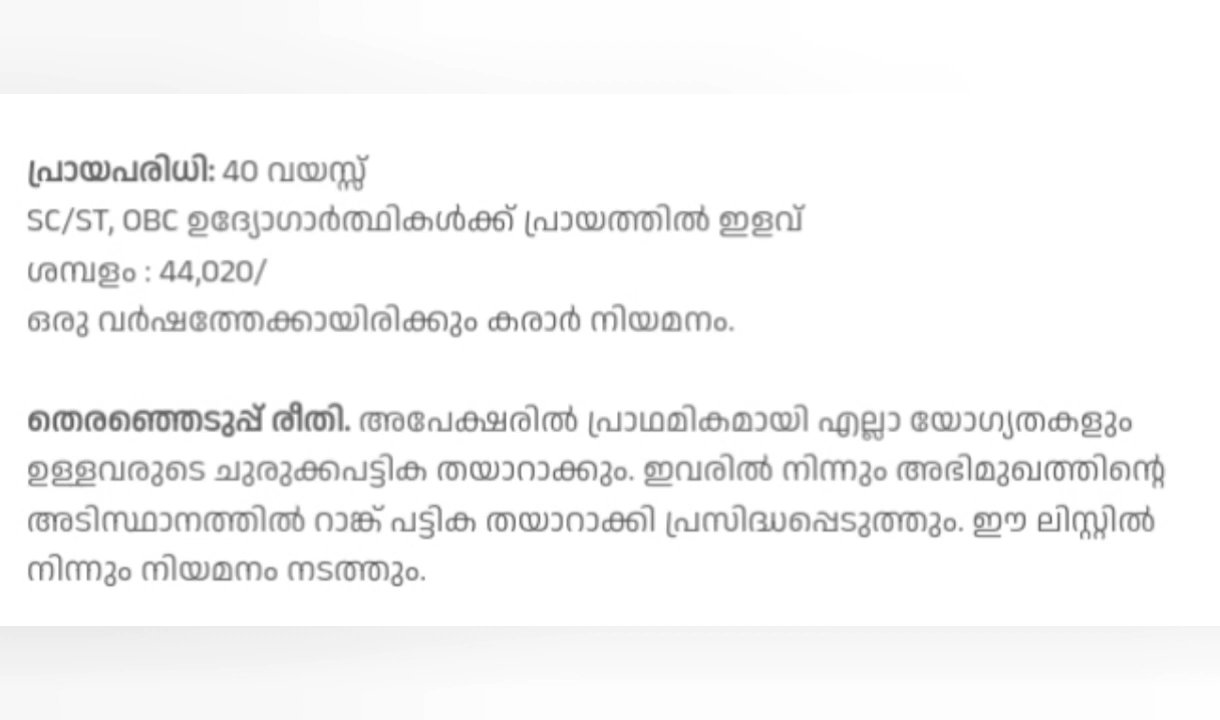 പ്രായപരിധി: 40 വയസ്സ്
SC/ST, OBC ഉദ്യോഗാർത്ഥികൾക്ക് പ്രായത്തിൽ ഇളവ്
ശമ്പളം : 44,020/
ഒരു വർഷത്തേക്കായിരിക്കും കരാർ നിയമനം.
തെരഞ്ഞെടുപ്പ് രീതി. അപേക്ഷരിൽ പ്രാഥമികമായി എല്ലാ യോഗ്യതകളും
ഉള്ളവരുടെ ചുരുക്കപട്ടിക തയാറാക്കും. ഇവരിൽ നിന്നും അഭിമുഖത്തിന്റെ
അടിസ്ഥാനത്തിൽ റാങ്ക് പട്ടിക തയാറാക്കി പ്രസിദ്ധപ്പെടുത്തും. ഈ ലിസ്റ്റിൽ
നിന്നും നിയമനം നടത്തും.